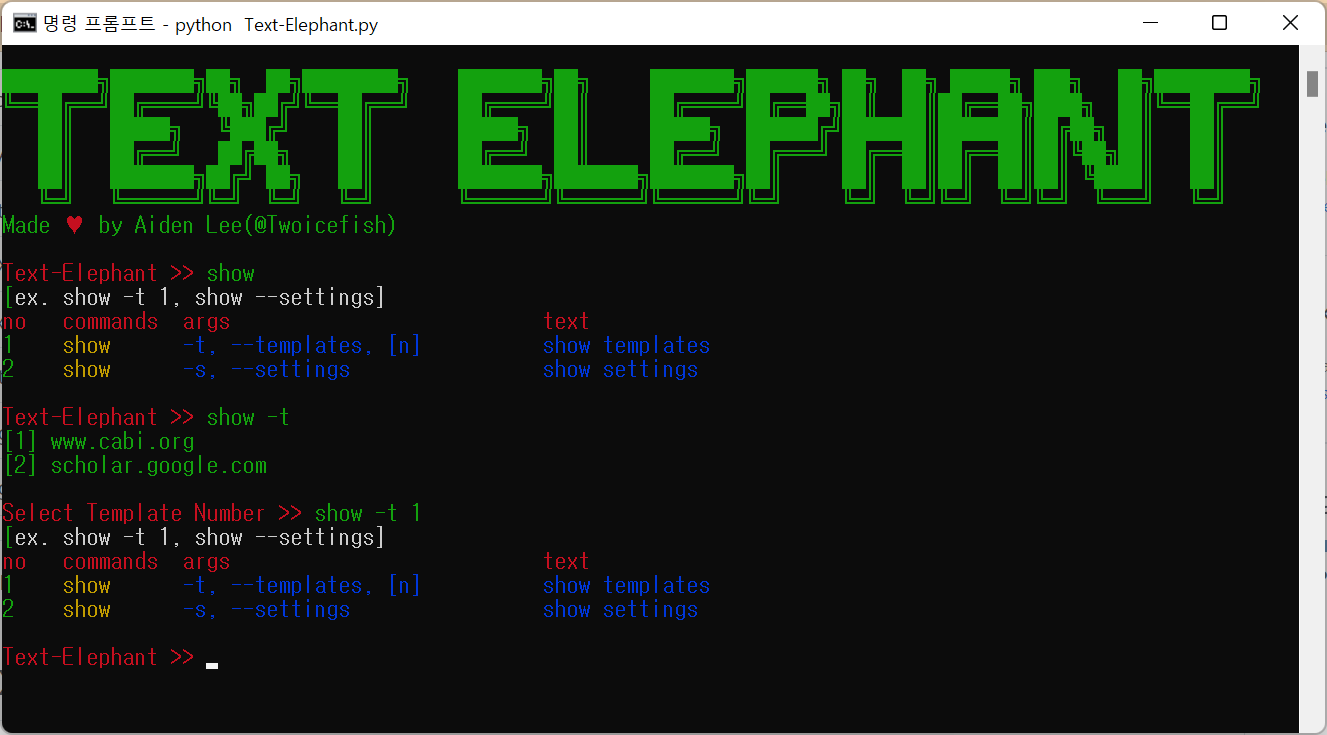 명령 프롬프트 - python  Text-Elephant.py
TEXT ELEPHANT
Made ♥ by Aiden Lee(@Twoicefish)
Text-Elephant >> show
[ex. show -t 1, show --settings]
no   commands  args                          text
1    show      -t, --templates, [n]          show templates
2    show      -s, --settings                show settings
Text-Elephant >> show -t
[1] www.cabi.org
[2] scholar.google.com
Select Template Number >> show -t 1
[ex. show -t 1, show --settings]
no   commands  args                          text
1    show      -t, --templates, [n]          show templates
2    show      -s, --settings                show settings
Text-Elephant >>